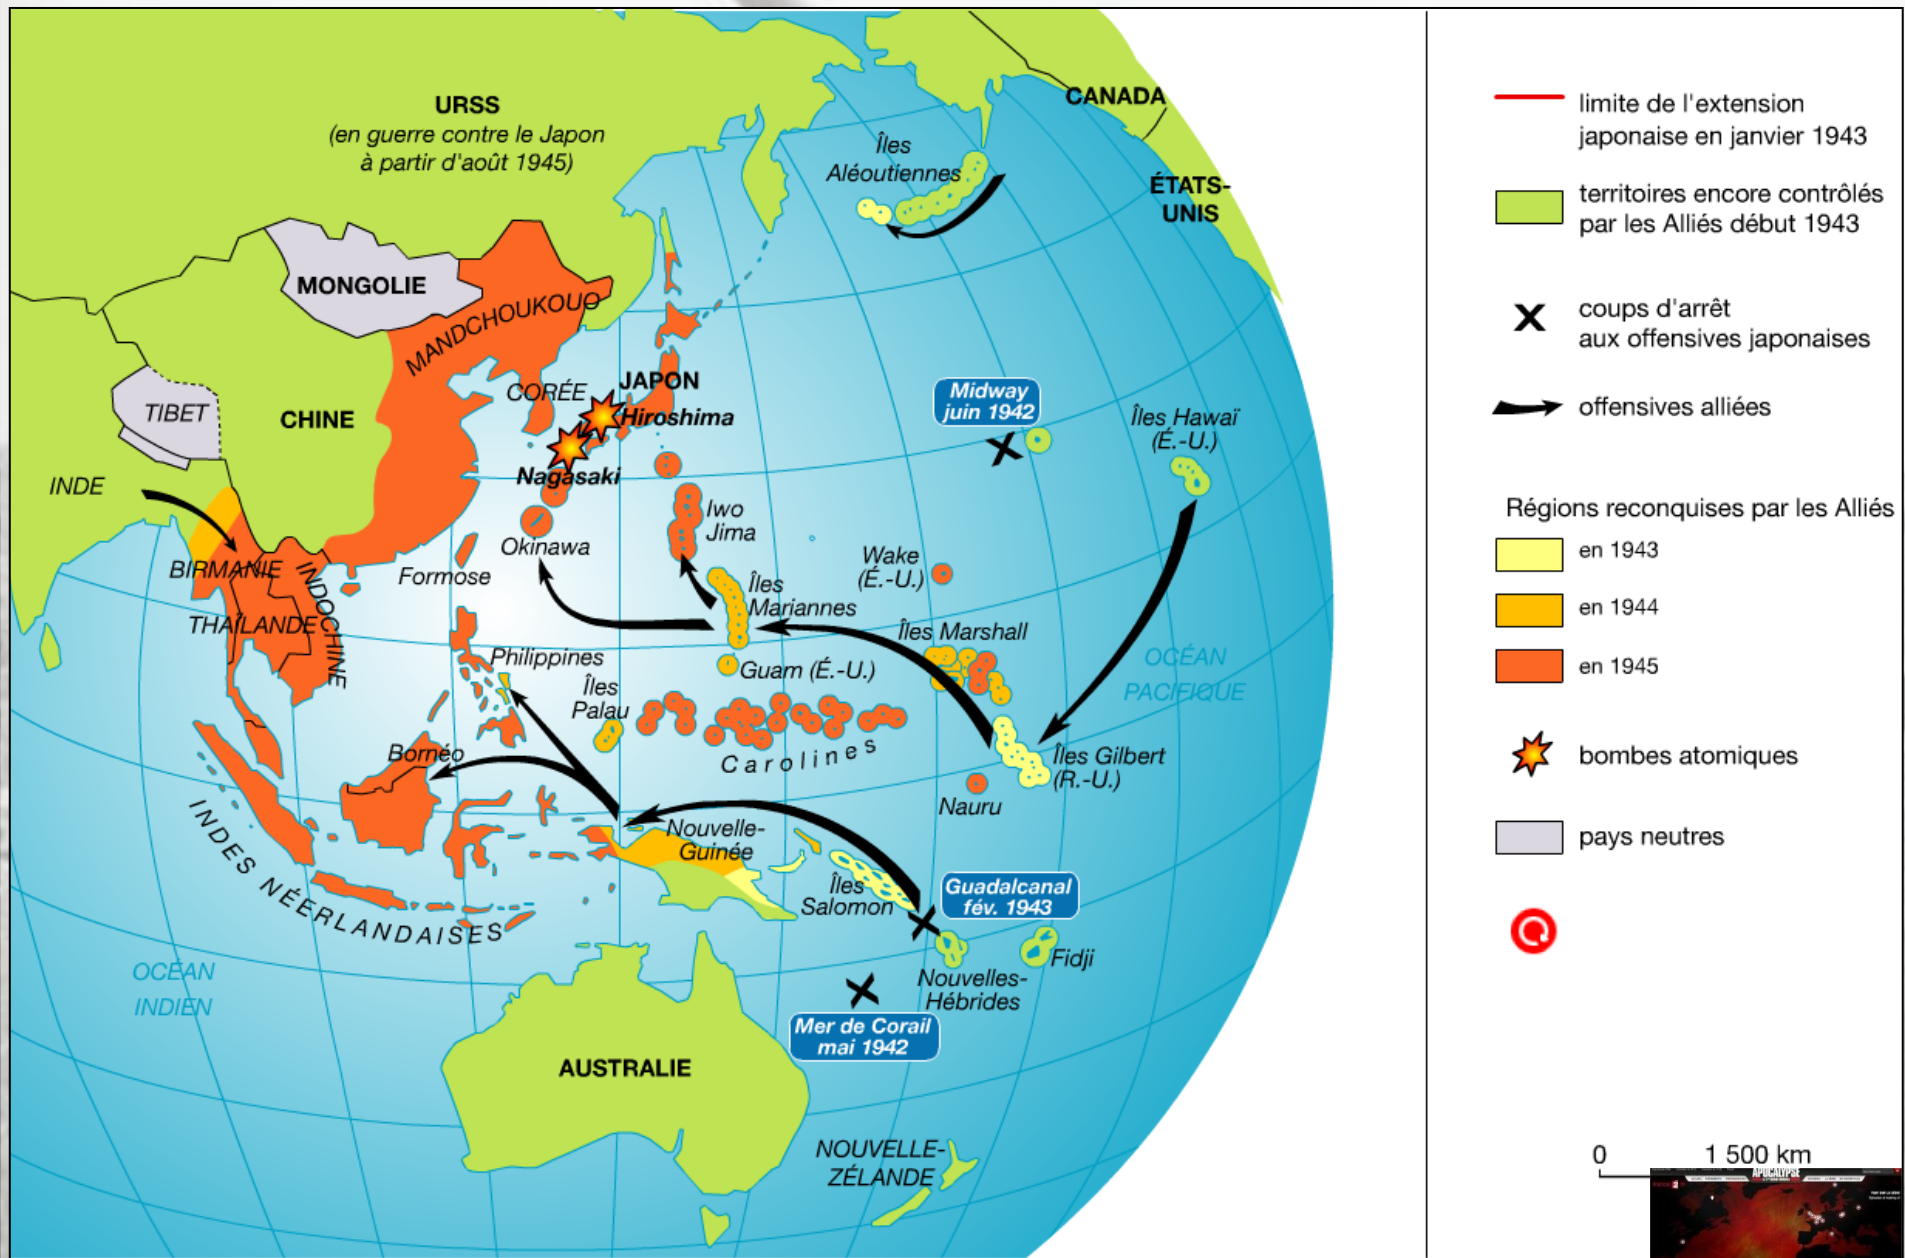 URSS
(en guerre contre le Japon
à partir d'août 1945)
CANADA
ÉTATS-
UNIS
Îles
Aléoutiennes
MONGOLIE
MANDCHOUKOUO
CORÉE
JAPON
Hiroshima
Nagasaki
TIBET
CHINE
INDE
Midway
juin 1942
Îles Hawaï
(É.-U.)
Iwo
Jima
Okinawa
Formose
BIRMANIE
INDOCHINE
THAÏLANDE
Wake
(É.-U.)
Îles
Mariannes
Îles Marshall
Philippines
Guam (É.-U.)
Îles
Palau
OCÉAN
PACIFIQUE
Bornéo
Carolines
Îles Gilbert
(R.-U.)
Nauru
INDES NÉERLANDAISES
Nouvelle-
Guinée
Îles
Salomon
Guadalcanal
fév. 1943
Fidji
Nouvelles-
Hébrides
OCÉAN
INDIEN
Mer de Corail
mai 1942
AUSTRALIE
NOUVELLE-
ZÉLANDE
limite de l'extension
japonaise en janvier 1943
territoires encore contrôlés
par les Alliés début 1943
coups d'arrêt
aux offensives japonaises
offensives alliées
Régions reconquises par les Alliés
en 1943
en 1944
en 1945
bombes atomiques
pays neutres
0 1 500 km
APOCALYPSE